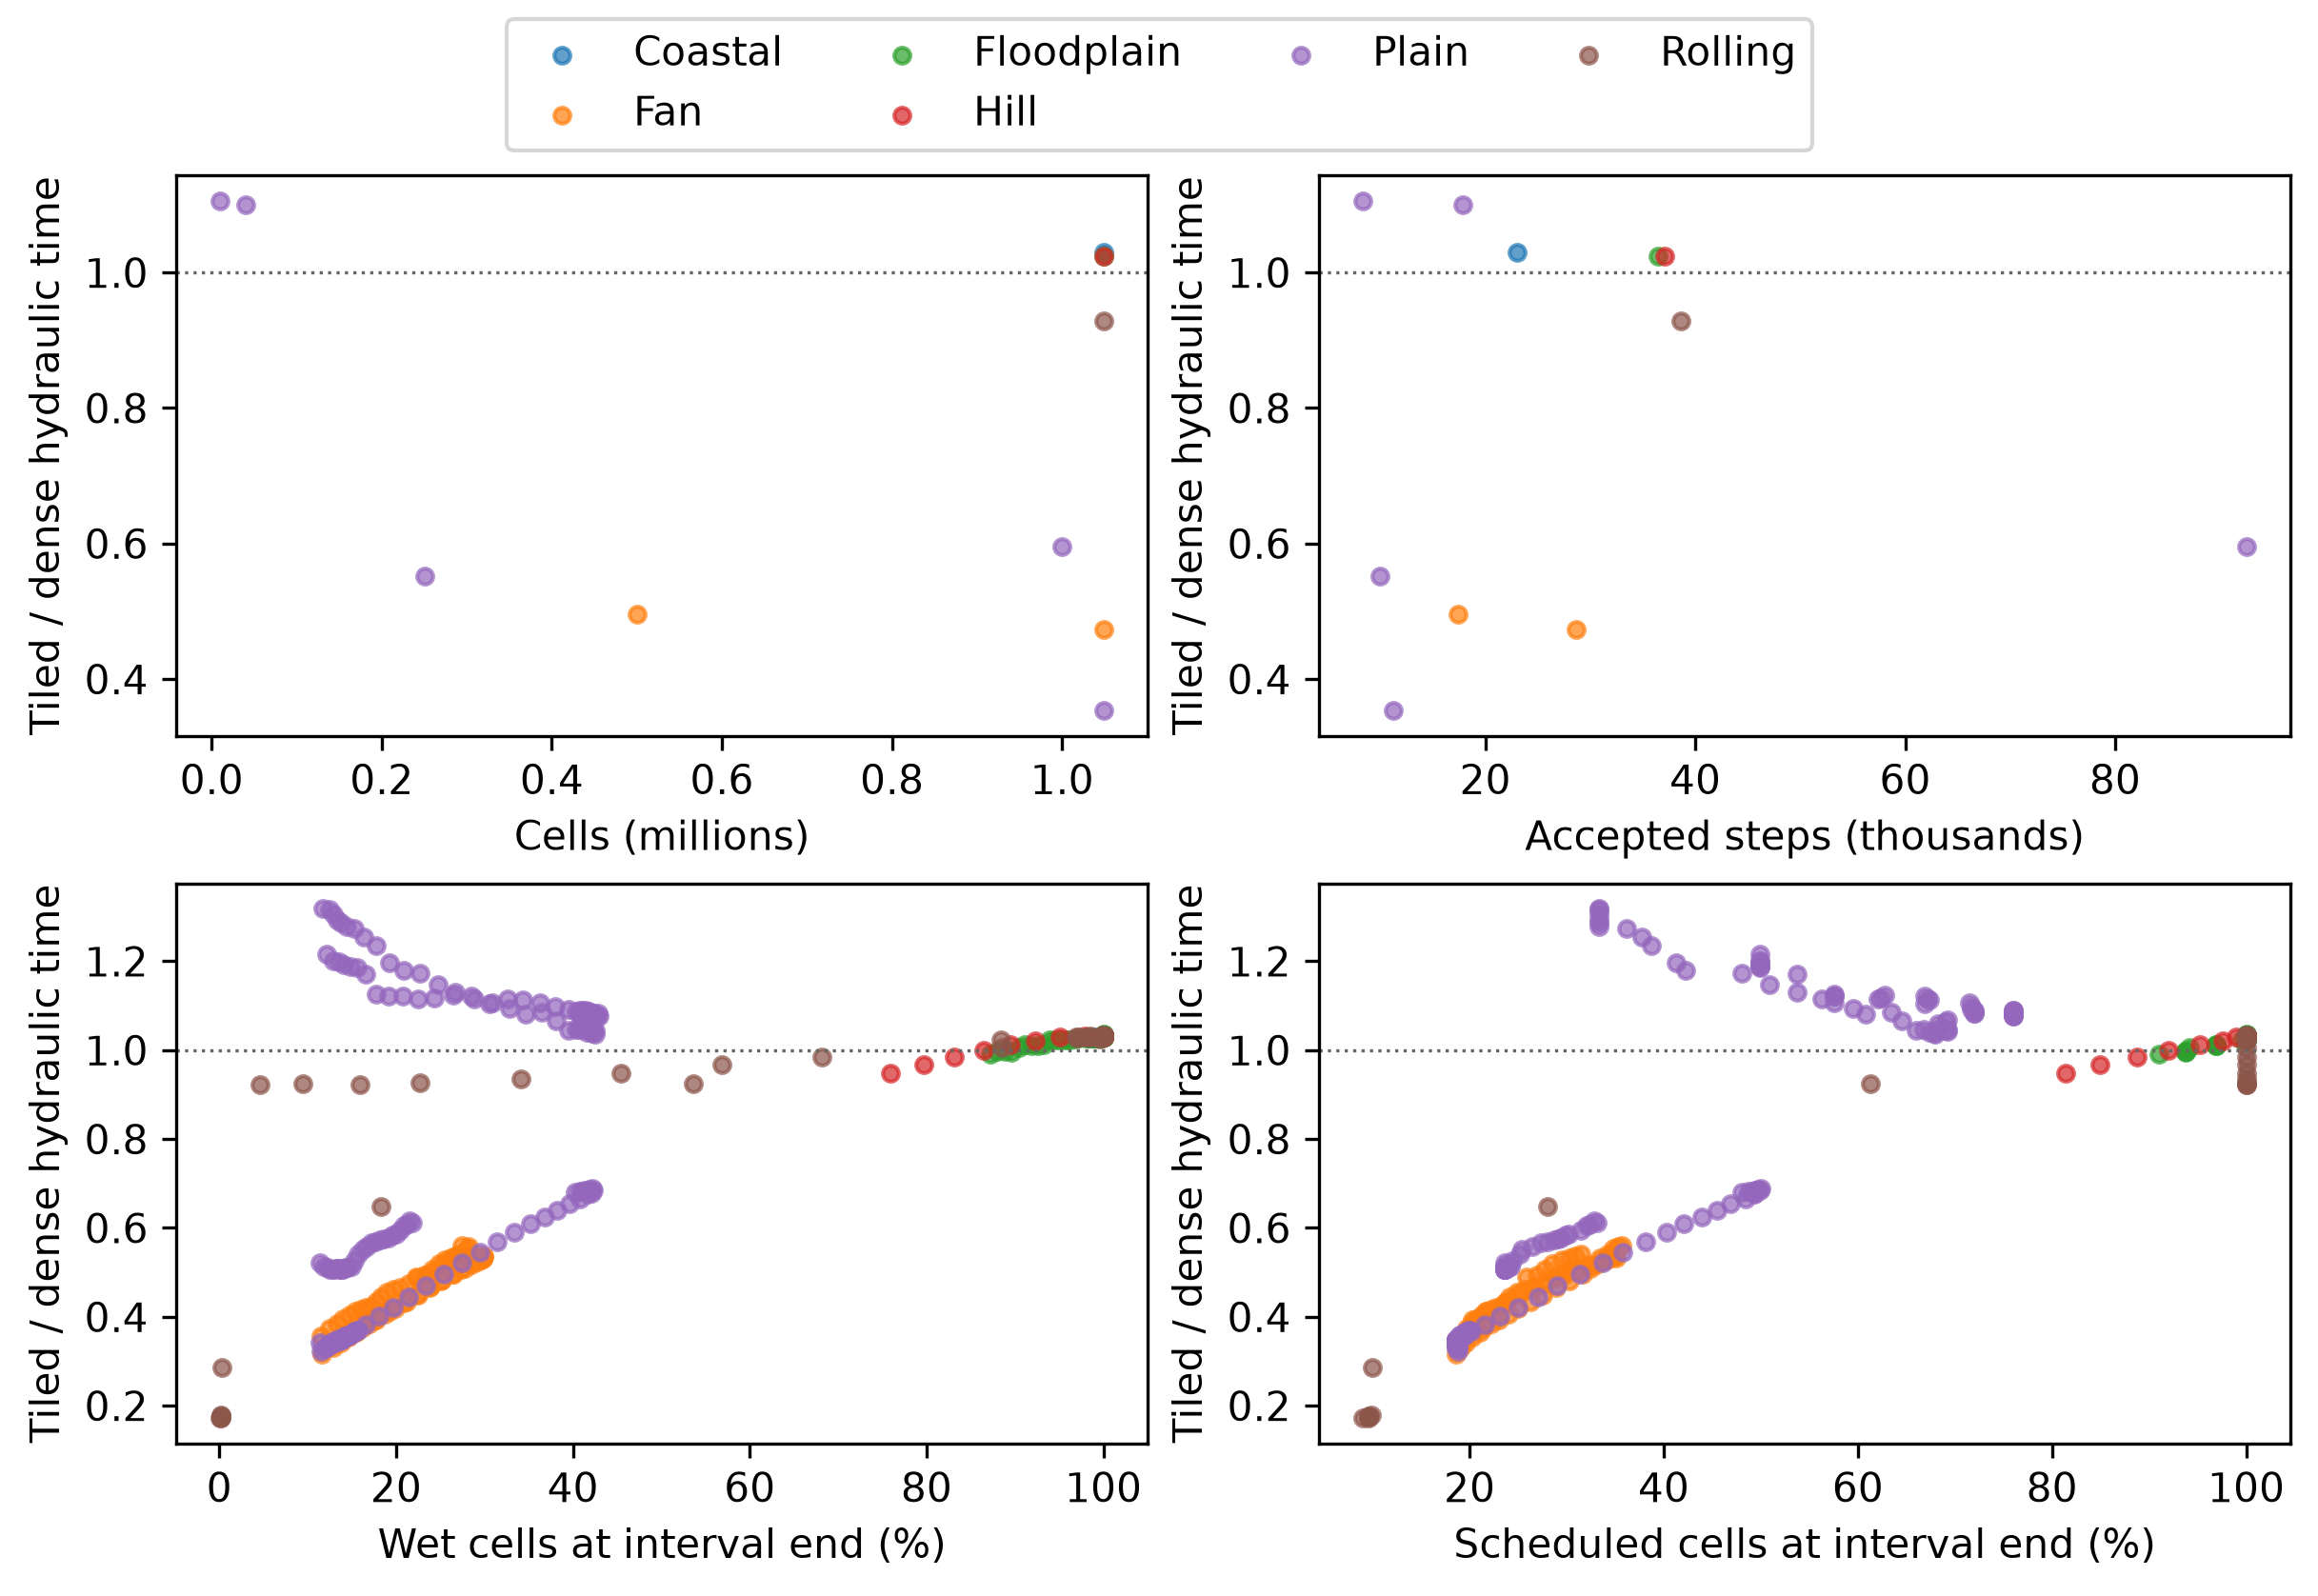 Coastal Floodplain Plain Rolling
Fan Hill
Tiled / dense hydraulic time
1.0
0.8
0.6
0.4
0.0 0.2 0.4 0.6 0.8 1.0
Cells (millions)
Tiled / dense hydraulic time
1.0
0.8
0.6
0.4
20 40 60 80
Accepted steps (thousands)
Tiled / dense hydraulic time
1.2
1.0
0.8
0.6
0.4
0.2
0 20 40 60 80 100
Wet cells at interval end (%)
Tiled / dense hydraulic time
1.2
1.0
0.8
0.6
0.4
0.2
20 40 60 80 100
Scheduled cells at interval end (%)